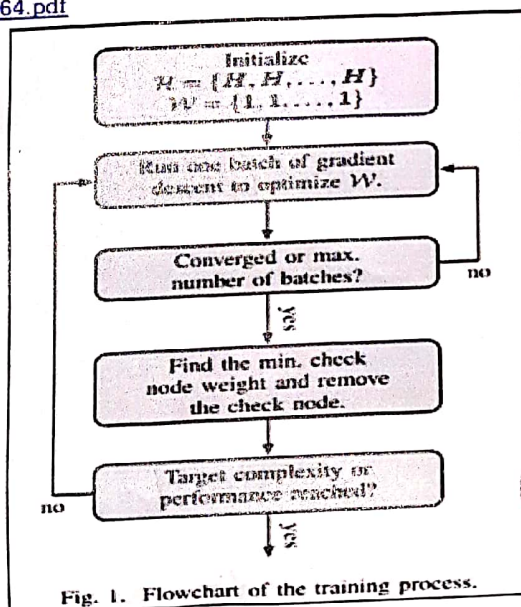 64.pdf
Initialize
ℋ = {H, H, . . . , H}
𝒲 = {1, 1, . . . , 1}
Run one batch of gradient
descent to optimize 𝒲.
Converged or max.
number of batches?
no
yes
Find the min. check
node weight and remove
the check node.
Target complexity or
performance reached?
no
yes
Fig. 1. Flowchart of the training process.